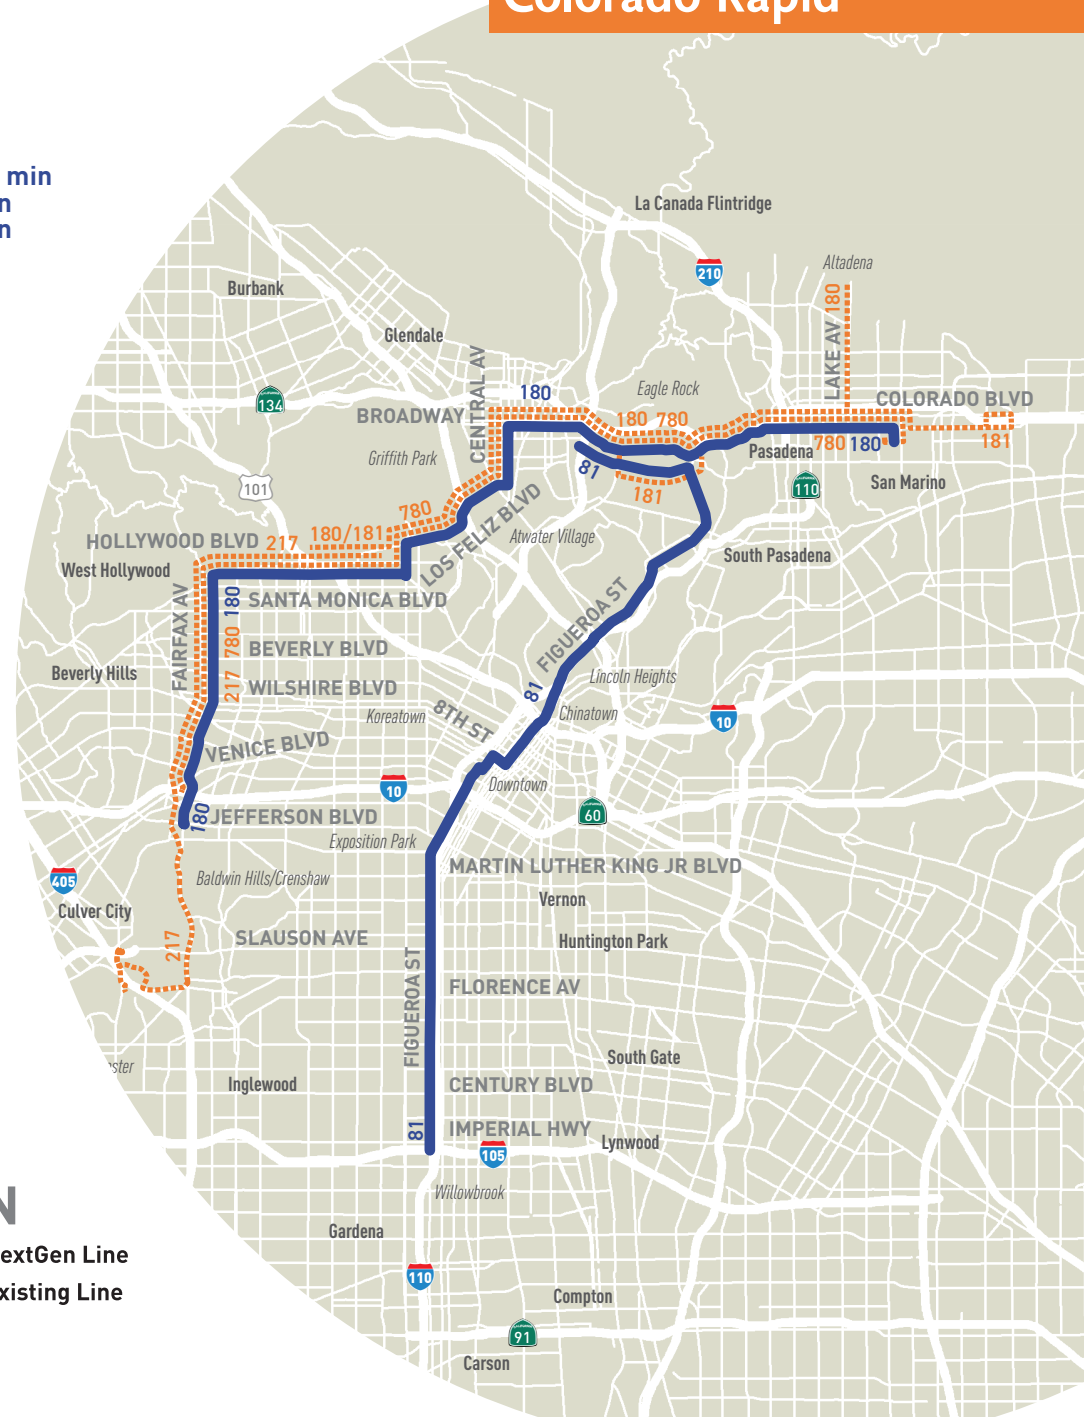 Colorado Rapid
min
La Canada Flintridge
210
Altadena
Burbank
180
Glendale
LAKE AV
CENTRAL AV
180
Eagle Rock
134
COLORADO BLVD
BROADWAY
180 780
181
Griffith Park
81
Pasadena
780 180
101
181
110
San Marino
780
LOS FELIZ BLVD
180/181
HOLLYWOOD BLVD 217
Atwater Village
West Hollywood
South Pasadena
FAIRFAX AV
180
SANTA MONICA BLVD
FIGUEROA ST
780
BEVERLY BLVD
Beverly Hills
217
WILSHIRE BLVD
81
Lincoln Heights
Koreatown
8TH ST
Chinatown
10
VENICE BLVD
10
Downtown
180
JEFFERSON BLVD
60
Exposition Park
MARTIN LUTHER KING JR BLVD
405
Baldwin Hills/Crenshaw
Vernon
Culver City
217
SLAUSON AVE
Huntington Park
FIGUEROA ST
FLORENCE AV
South Gate
Inglewood
CENTURY BLVD
81
IMPERIAL HWY
Lynwood
105
Willowbrook
Gardena
extGen Line
110
xisting Line
Compton
91
Carson